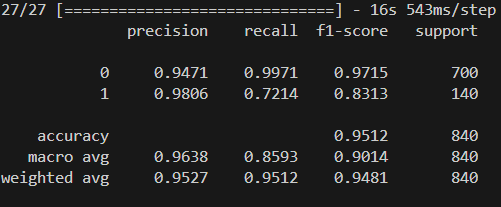 27/27 [==============================] - 16s 543ms/step
precision recall f1-score support
0 0.9471 0.9971 0.9715 700
1 0.9806 0.7214 0.8313 140
accuracy 0.9512 840
macro avg 0.9638 0.8593 0.9014 840
weighted avg 0.9527 0.9512 0.9481 840